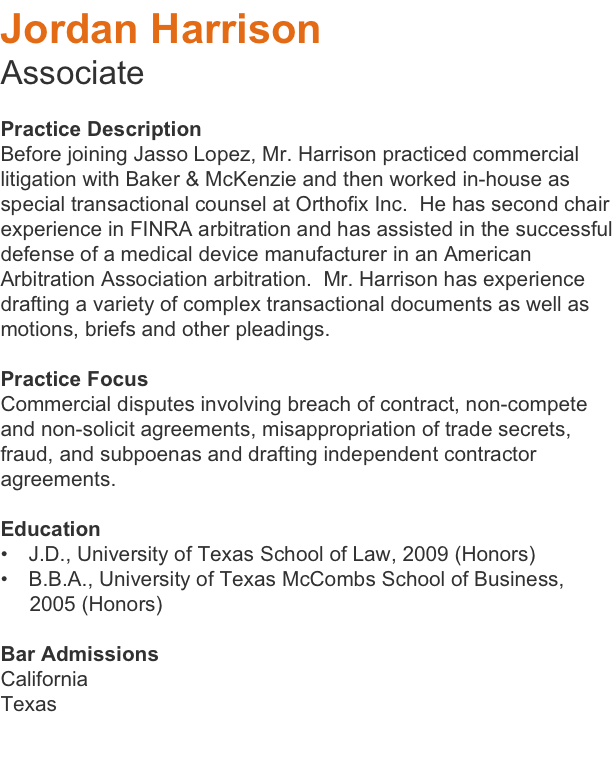 Jordan Harrison
Associate
Practice Description
Before joining Jasso Lopez, Mr. Harrison practiced commercial
litigation with Baker & McKenzie and then worked in-house as
special transactional counsel at Orthofix Inc.  He has second chair
experience in FINRA arbitration and has assisted in the successful
defense of a medical device manufacturer in an American
Arbitration Association arbitration.  Mr. Harrison has experience
drafting a variety of complex transactional documents as well as
motions, briefs and other pleadings.
Practice Focus
Commercial disputes involving breach of contract, non-compete
and non-solicit agreements, misappropriation of trade secrets,
fraud, and subpoenas and drafting independent contractor
agreements.
Education
• J.D., University of Texas School of Law, 2009 (Honors)
• B.B.A., University of Texas McCombs School of Business,
2005 (Honors)
Bar Admissions
California
Texas